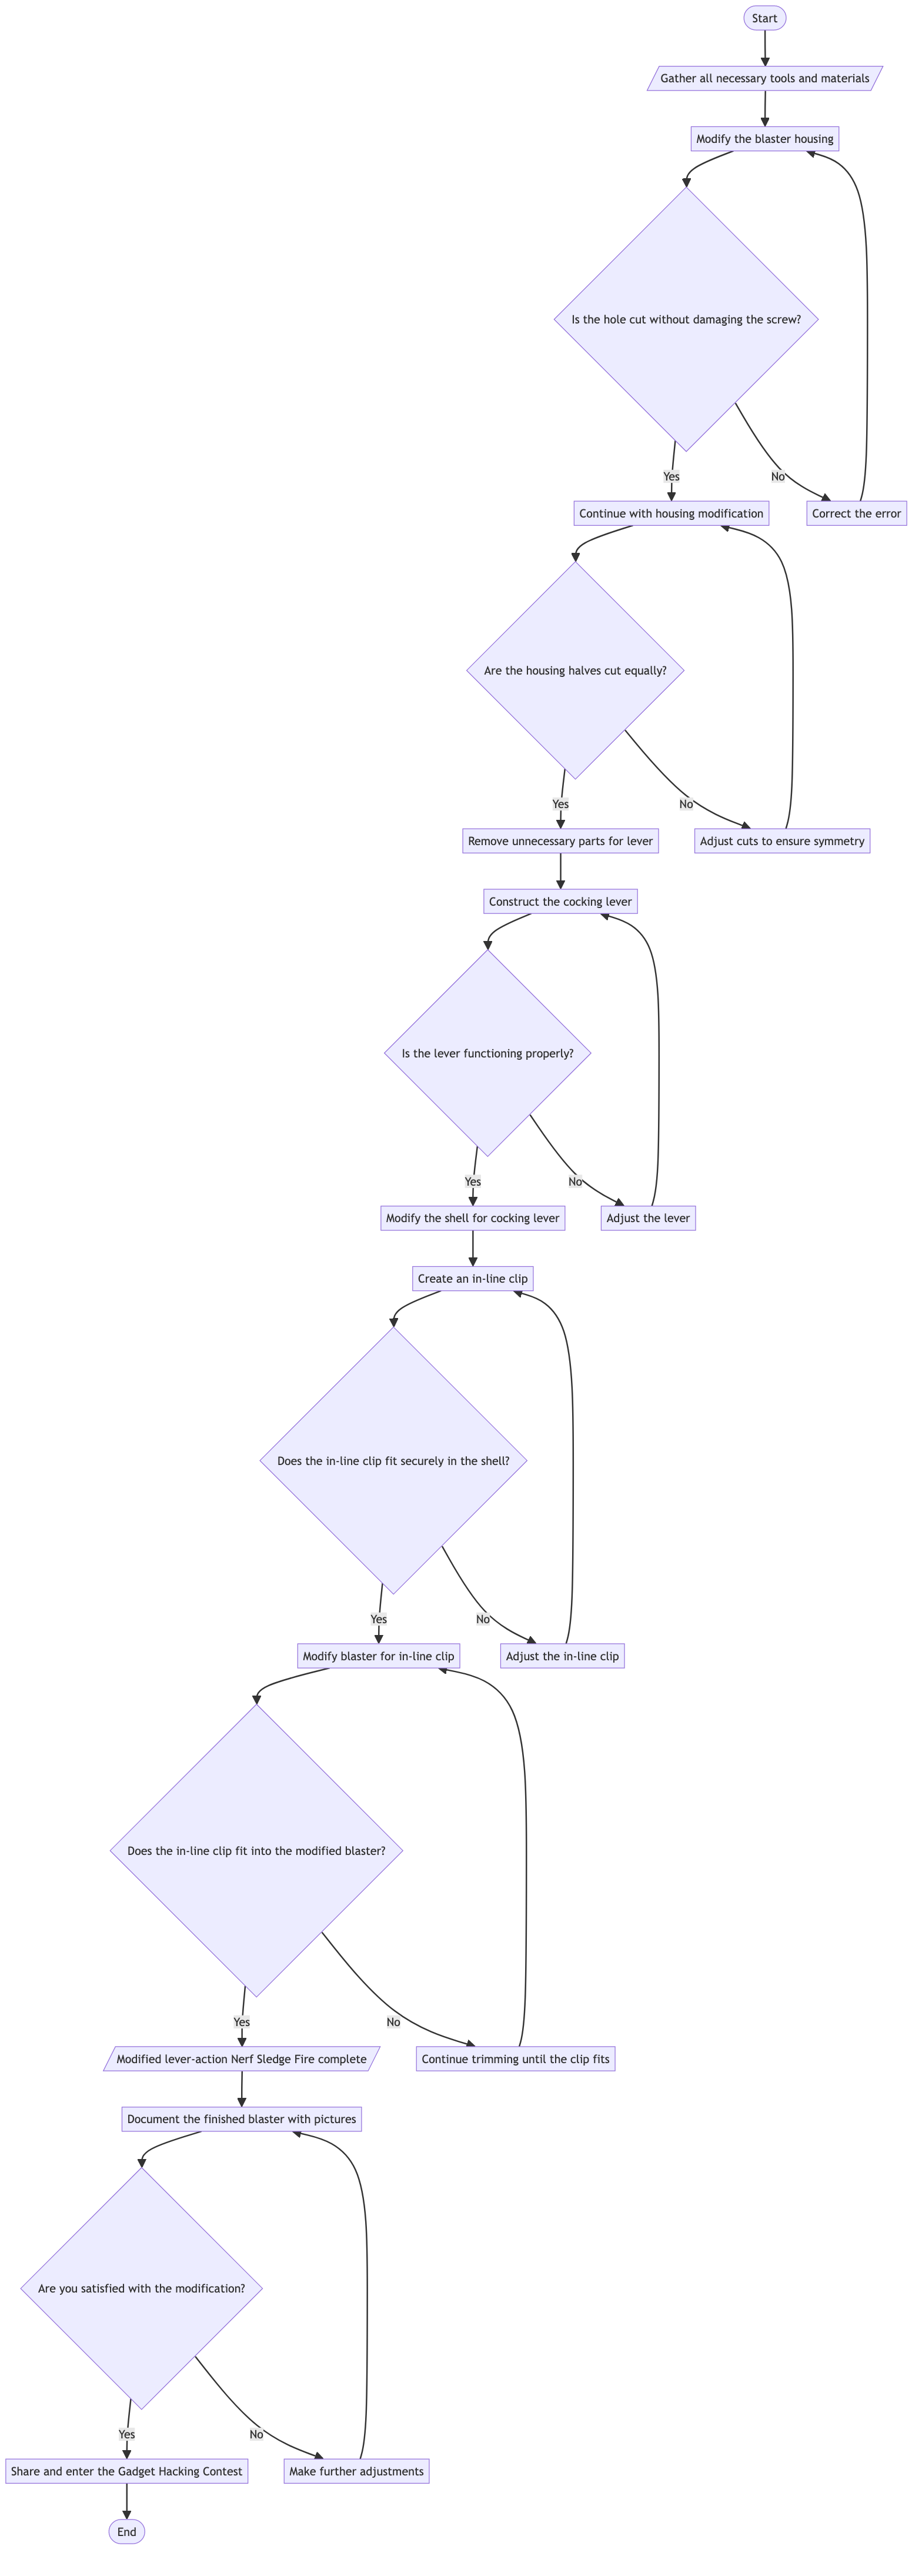 Start
Gather all necessary tools and materials
Modify the blaster housing
Is the hole cut without damaging the screw?
Yes
No
Continue with housing modification
Correct the error
Are the housing halves cut equally?
Yes
No
Remove unnecessary parts for lever
Adjust cuts to ensure symmetry
Construct the cocking lever
Is the lever functioning properly?
Yes
No
Modify the shell for cocking lever
Adjust the lever
Create an in-line clip
Does the in-line clip fit securely in the shell?
Yes
No
Modify blaster for in-line clip
Adjust the in-line clip
Does the in-line clip fit into the modified blaster?
Yes
No
Modified lever-action Nerf Sledge Fire complete
Continue trimming until the clip fits
Document the finished blaster with pictures
Are you satisfied with the modification?
Yes
No
Share and enter the Gadget Hacking Contest
Make further adjustments
End